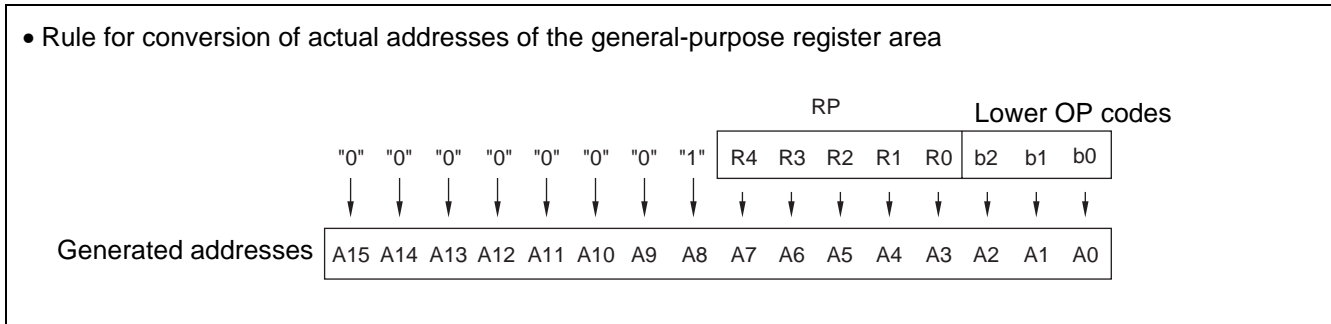 • Rule for conversion of actual addresses of the general-purpose register area
RP
Lower OP codes
"0" "0" "0" "0" "0" "0" "0" "1" R4 R3 R2 R1 R0 b2 b1 b0
Generated addresses A15 A14 A13 A12 A11 A10 A9 A8 A7 A6 A5 A4 A3 A2 A1 A0